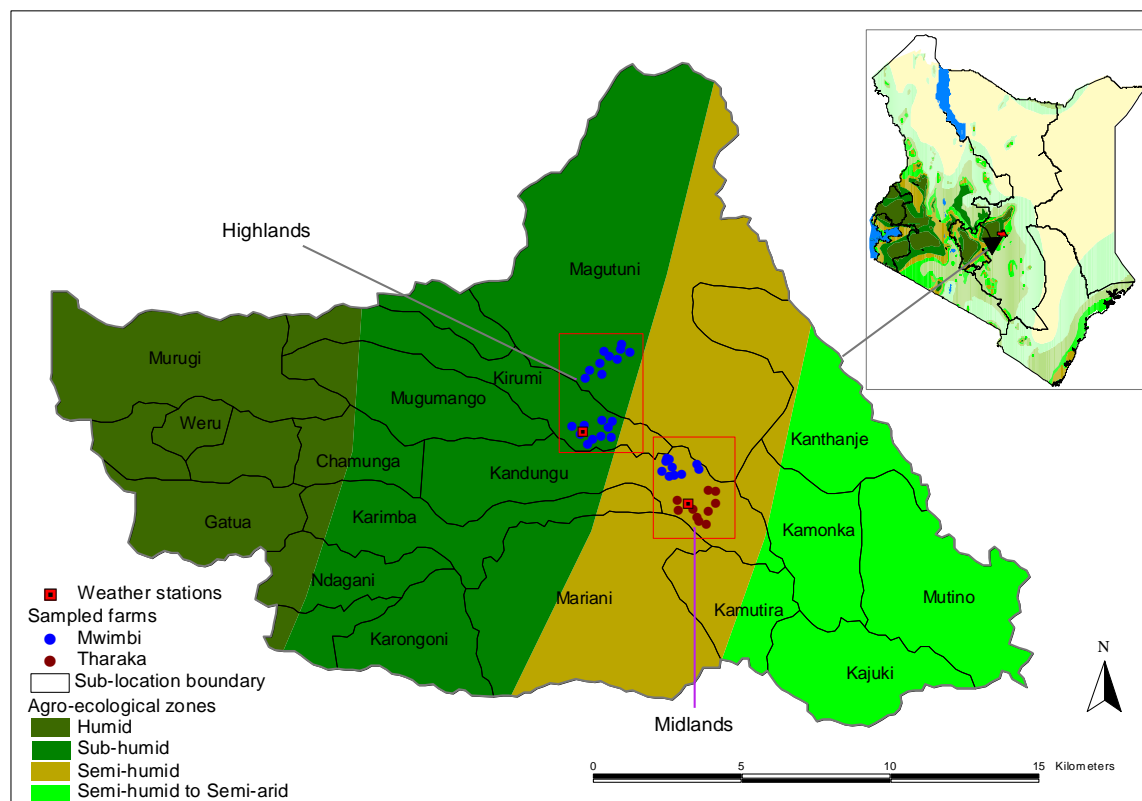 Highlands
Magutuni
Murugi
Kirumi
Mugumango
Weru
Kanthanje
Chamunga
Kandungu
Gatua
Karimba
Kamonka
Ndagani
Mariani
Kamutira
Mutino
Karongoni
Kajuki
Midlands
Weather stations
Sampled farms
Mwimbi
Tharaka
Sub-location boundary
Agro-ecological zones
Humid
Sub-humid
Semi-humid
Semi-humid to Semi-arid
N
0 5 10 15 Kilometers